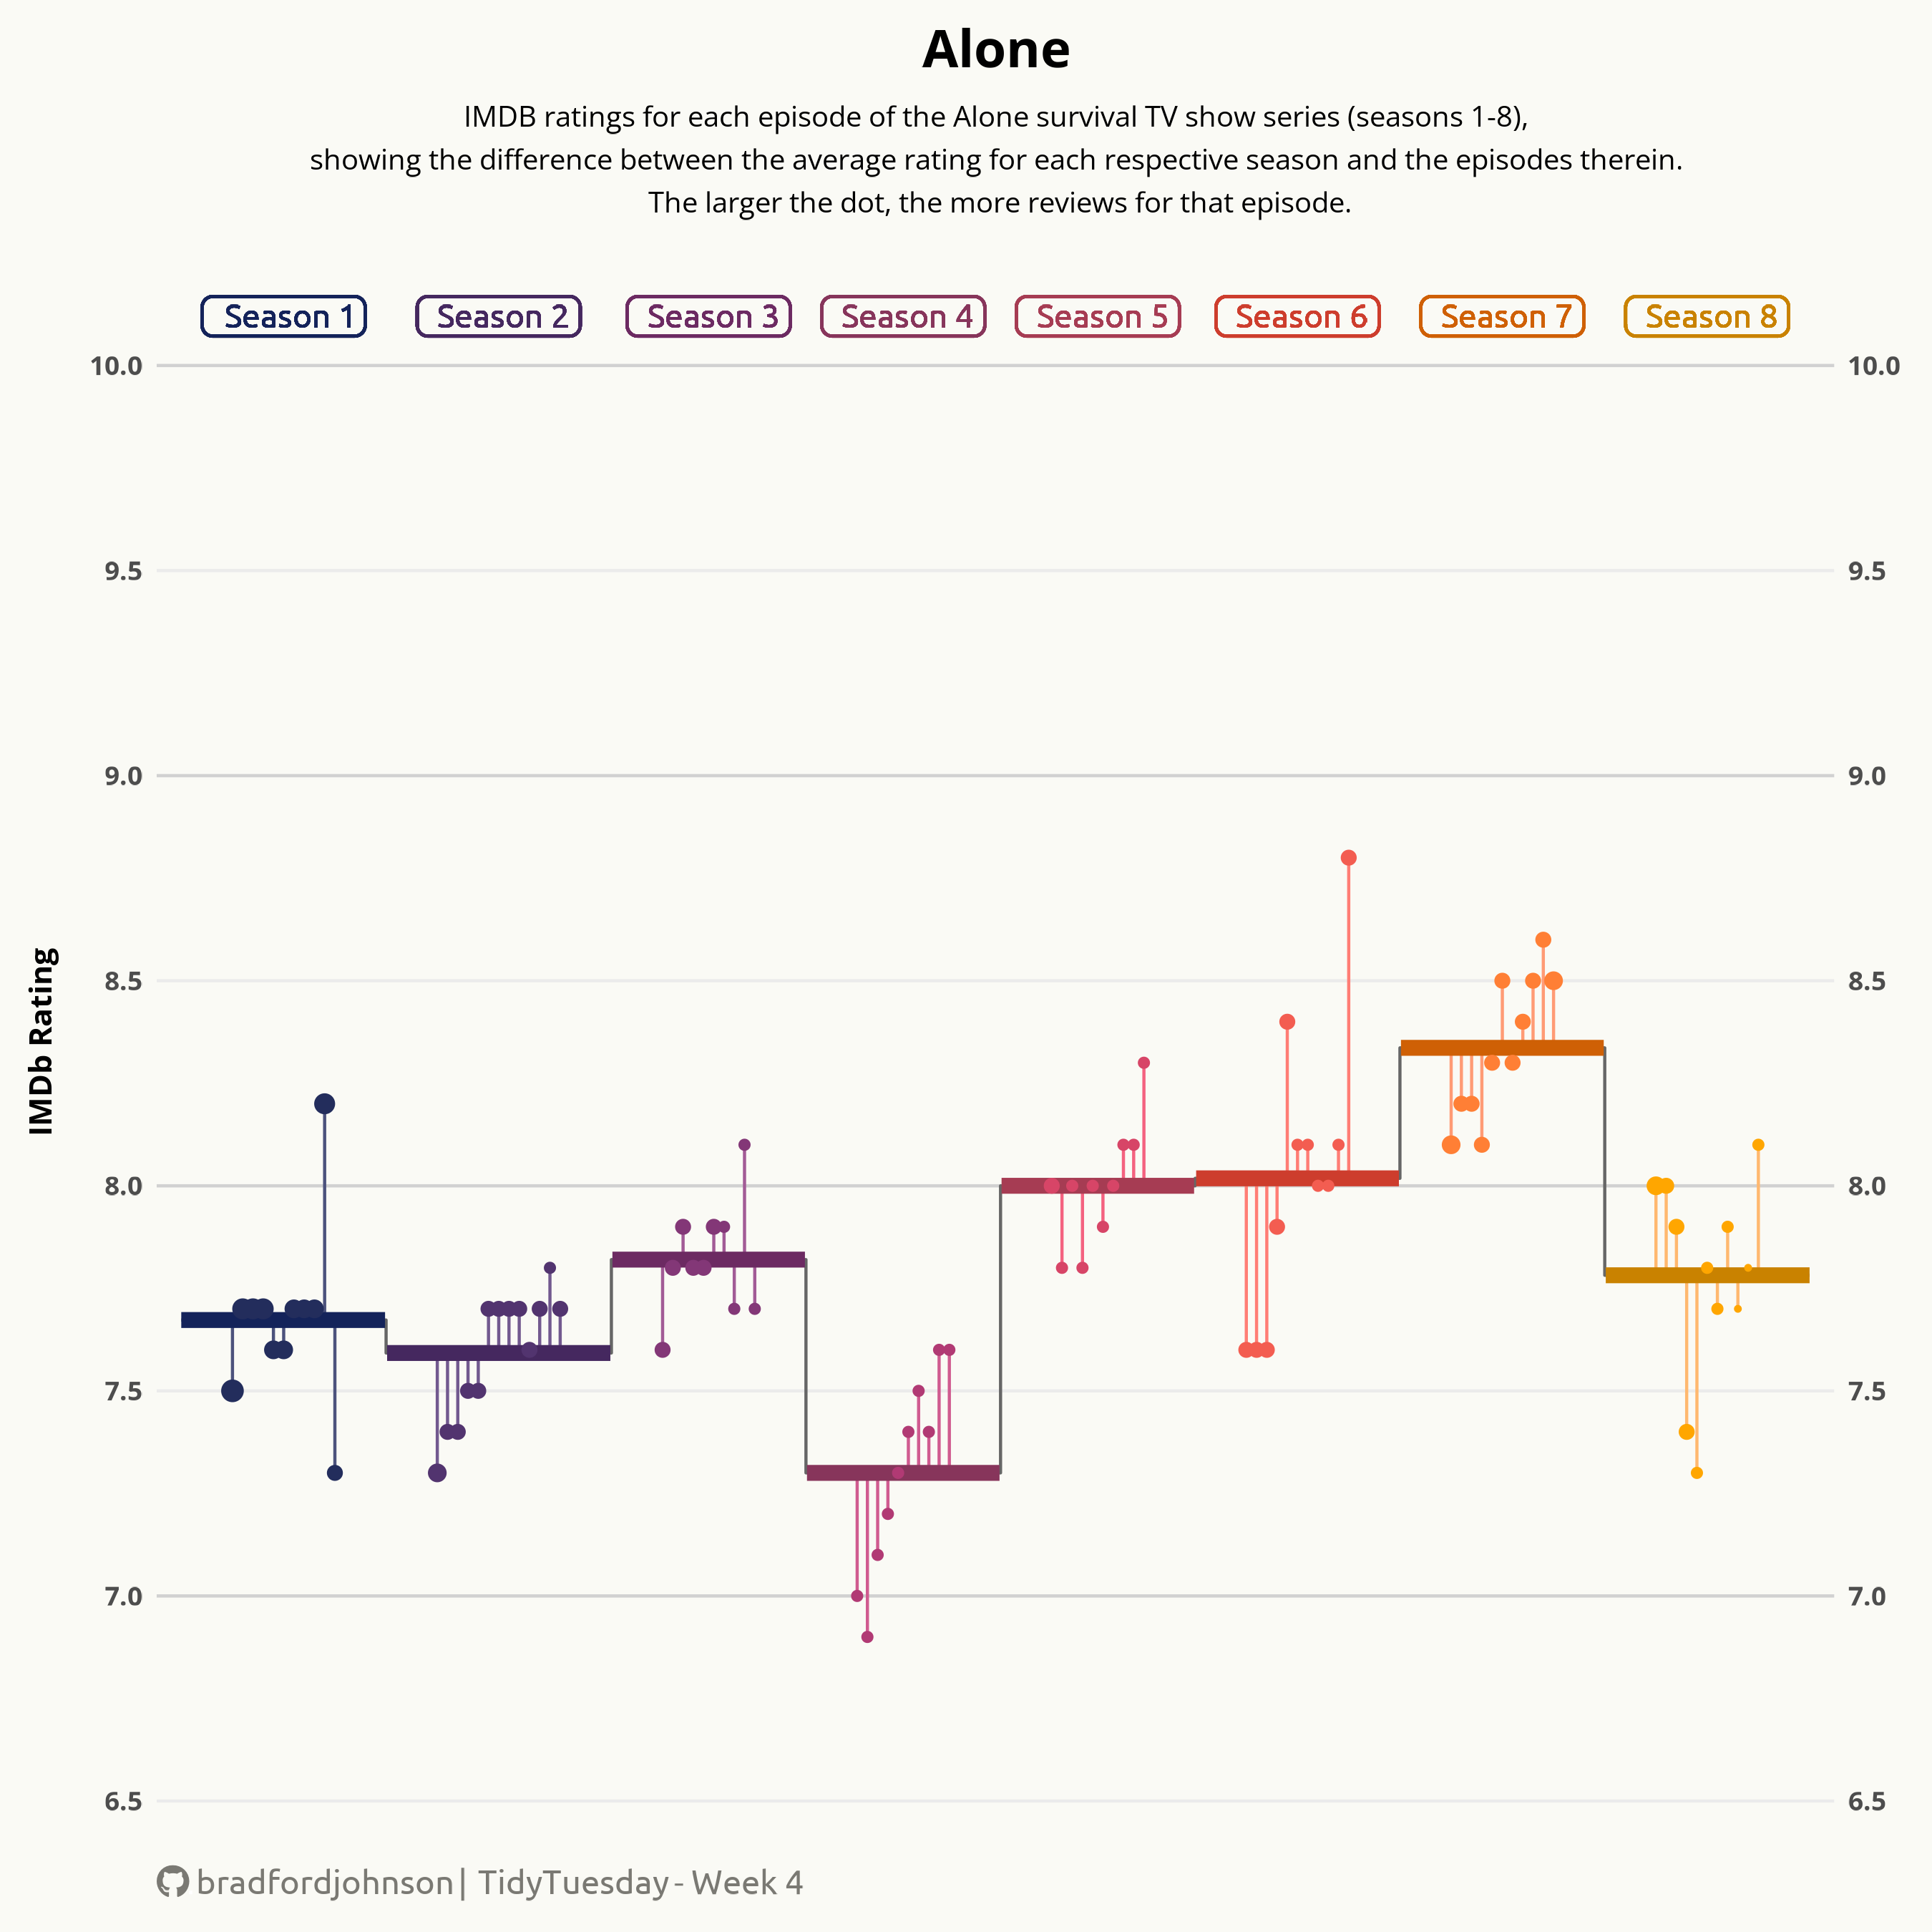 Alone
IMDB ratings for each episode of the Alone survival TV show series (seasons 1-8),
showing the difference between the average rating for each respective season and the episodes therein.
The larger the dot, the more reviews for that episode.
Season 1 Season 2 Season 3 Season 4 Season 5 Season 6 Season 7 Season 8
10.0 10.0
9.5 9.5
9.0 9.0
IMDb Rating
8.5 8.5
8.0 8.0
7.5 7.5
7.0 7.0
6.5 6.5
bradfordjohnson| TidyTuesday - Week 4